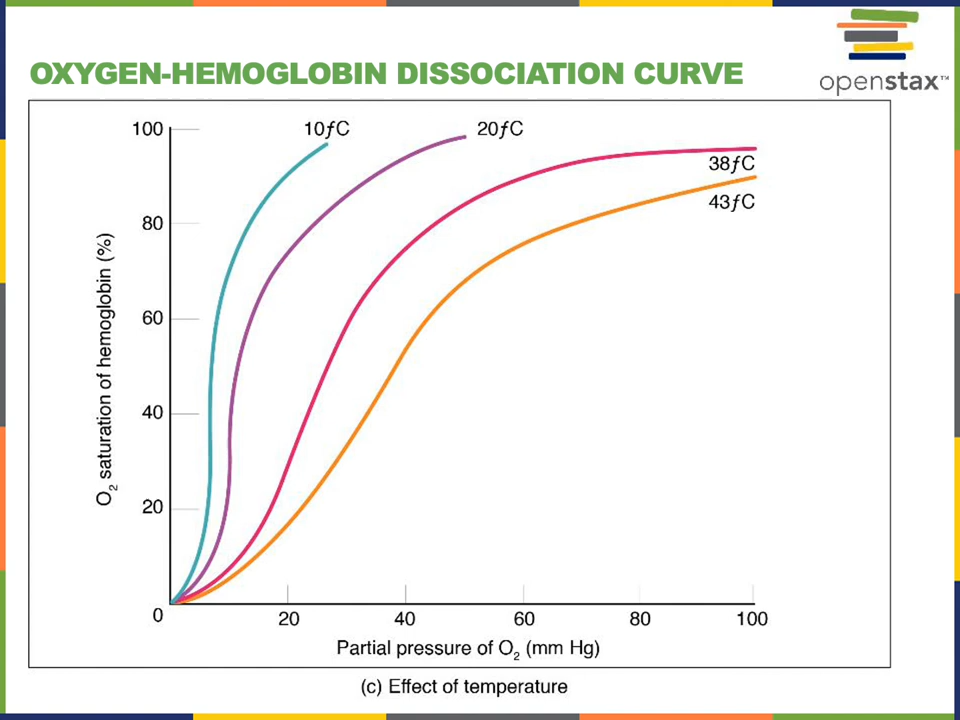 openstax™
OXYGEN-HEMOGLOBIN DISSOCIATION CURVE
100
80
60
40
20
0
O2 saturation of hemoglobin (%)
10ƒC
20ƒC
38ƒC
43ƒC
20
40
60
80
100
Partial pressure of O2 (mm Hg)
(c) Effect of temperature